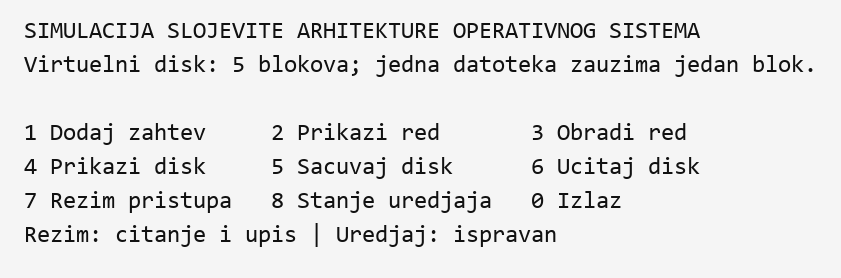 SIMULACIJA SLOJEVITE ARHITEKTURE OPERATIVNOG SISTEMA
Virtuelni disk: 5 blokova; jedna datoteka zauzima jedan blok.
1 Dodaj zahtev 2 Prikazi red 3 Obradi red
4 Prikazi disk 5 Sacuvaj disk 6 Ucitaj disk
7 Rezim pristupa 8 Stanje uredjaja 0 Izlaz
Rezim: citanje i upis | Uredjaj: ispravan